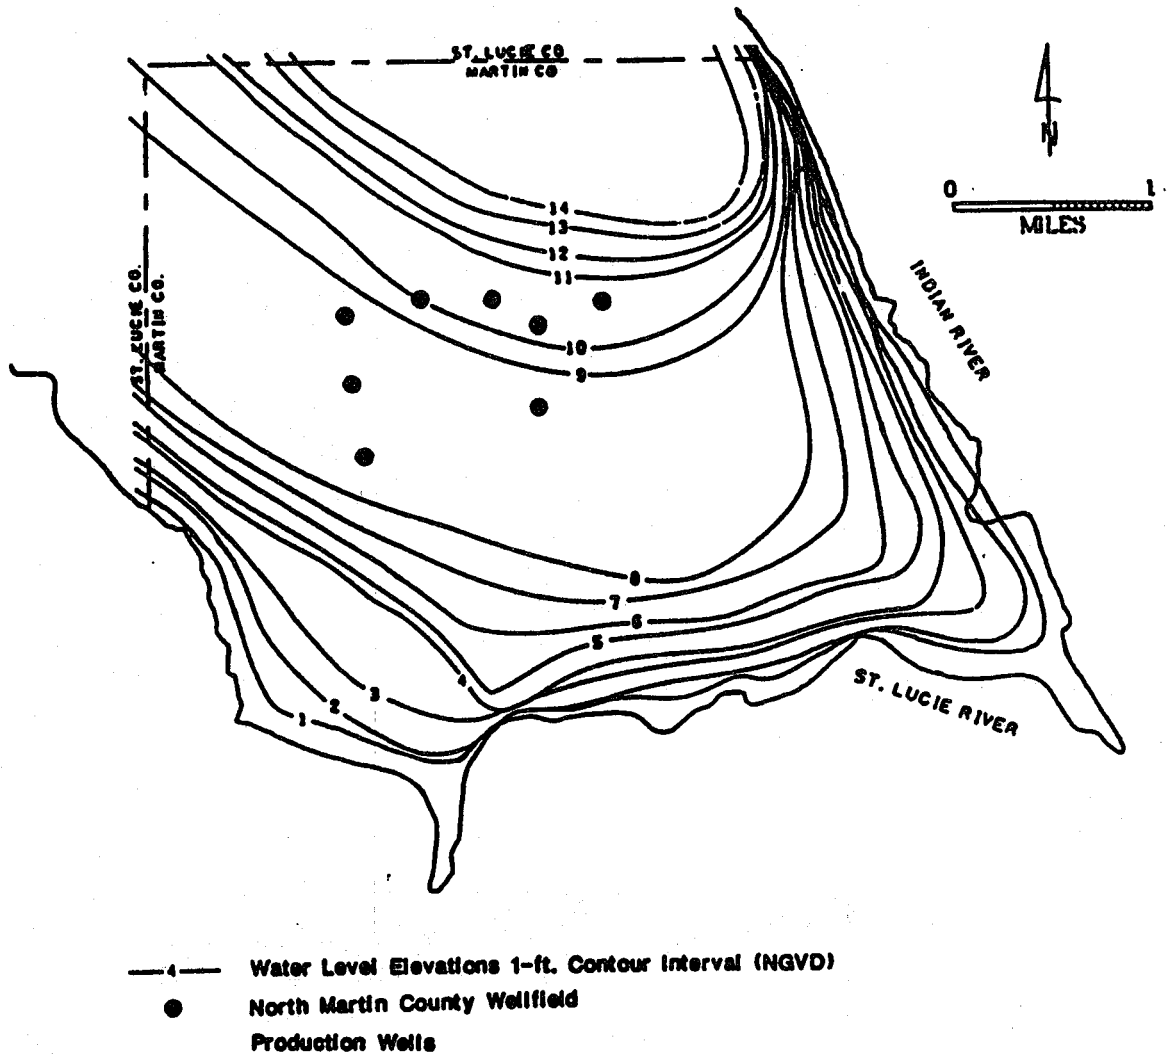 ST. LUCIE CO
MARTIN CO
N
0 1
MILES
14
13
12
11
ST. LUCIE CO.
MARTIN CO.
INDIAN RIVER
10
9
8
7
6
5
4
3
2
1
ST. LUCIE RIVER
4 Water Level Elevations 1-ft. Contour Interval (NGVD)
North Martin County Wellfield
Production Wells